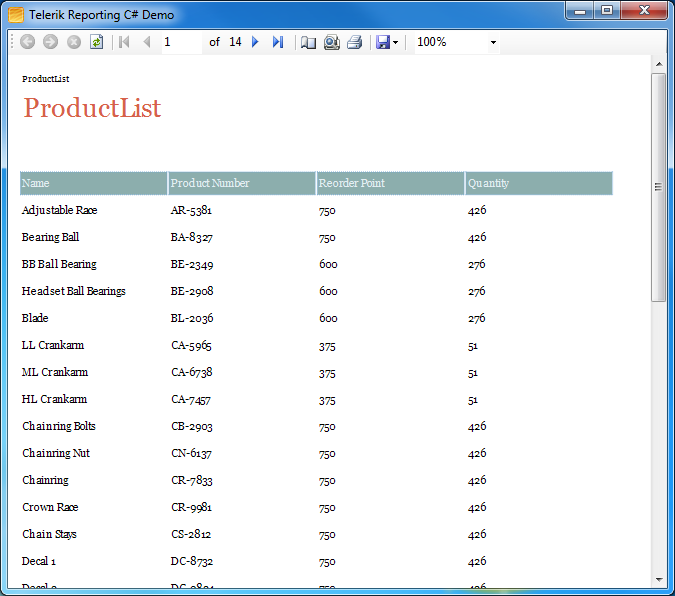 Telerik Reporting C# Demo
1 of 14 100%
ProductList
ProductList
Name Product Number Reorder Point Quantity
Adjustable Race AR-5381 750 426
Bearing Ball BA-8327 750 426
BB Ball Bearing BE-2349 600 276
Headset Ball Bearings BE-2908 600 276
Blade BL-2036 600 276
LL Crankarm CA-5965 375 51
ML Crankarm CA-6738 375 51
HL Crankarm CA-7457 375 51
Chainring Bolts CB-2903 750 426
Chainring Nut CN-6137 750 426
Chainring CR-7833 750 426
Crown Race CR-9981 750 426
Chain Stays CS-2812 750 426
Decal 1 DC-8732 750 426